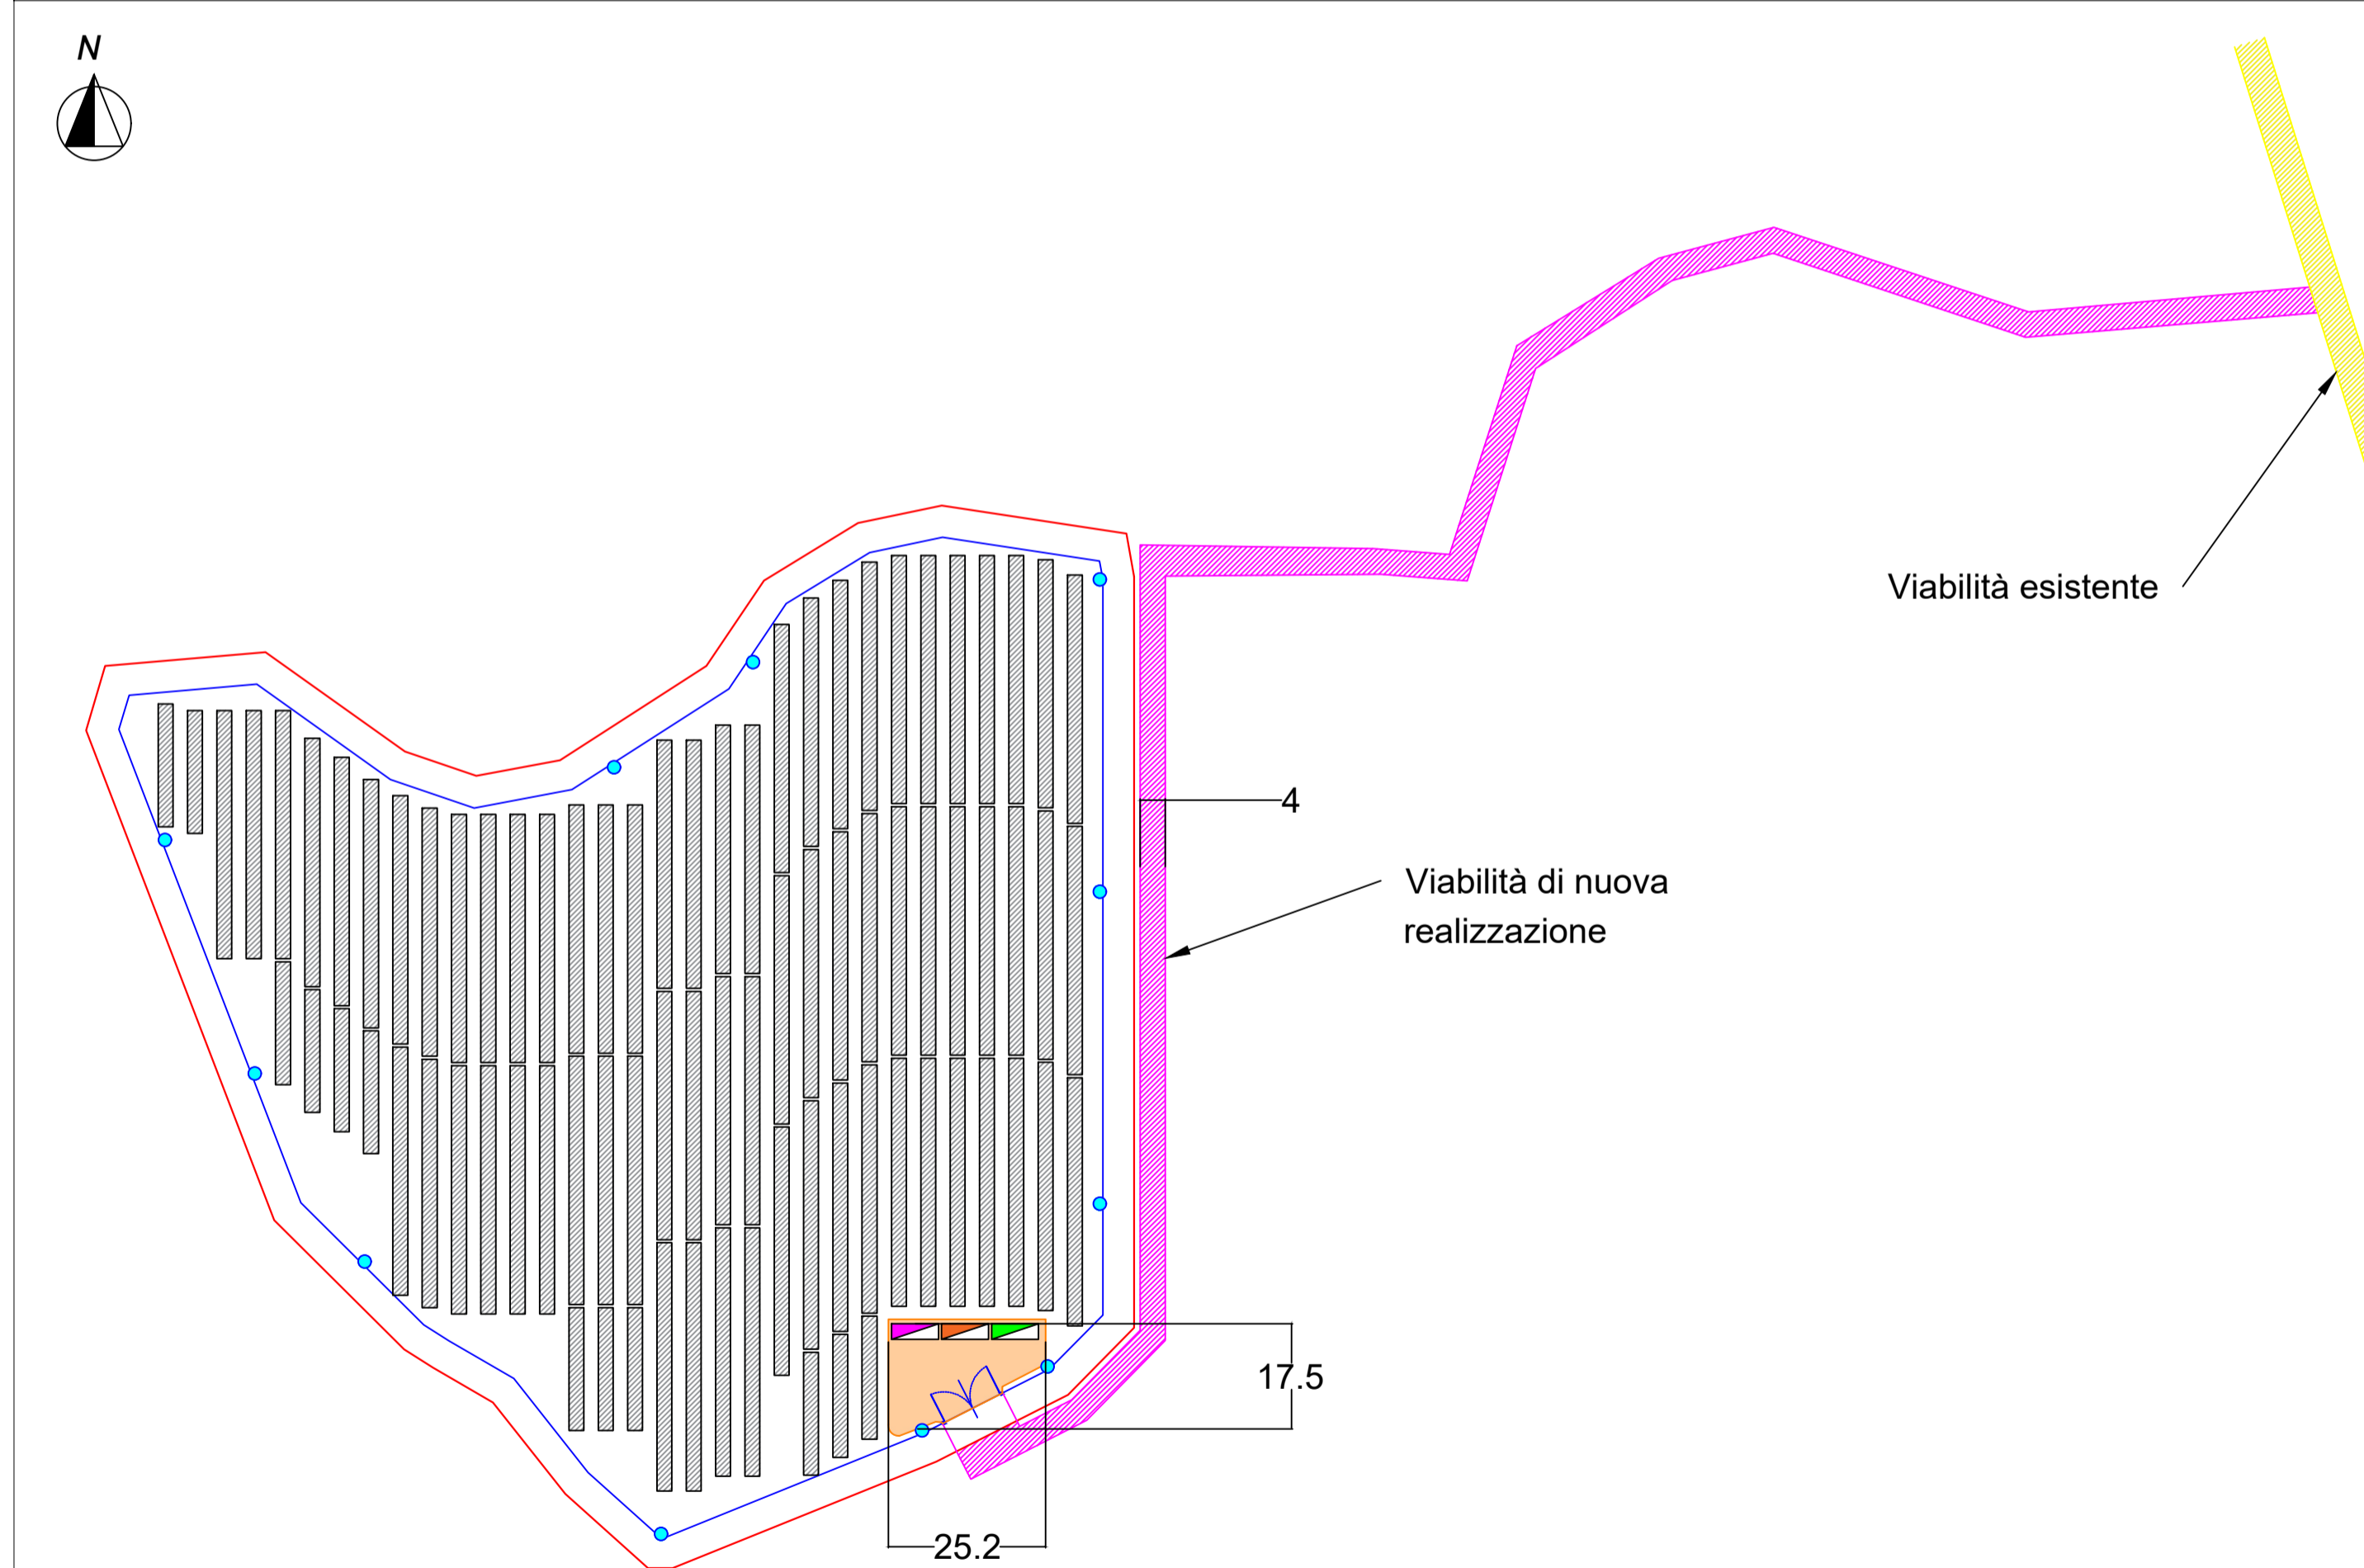 N
Viabilità esistente
4
Viabilità di nuova
realizzazione
17.5
25.2